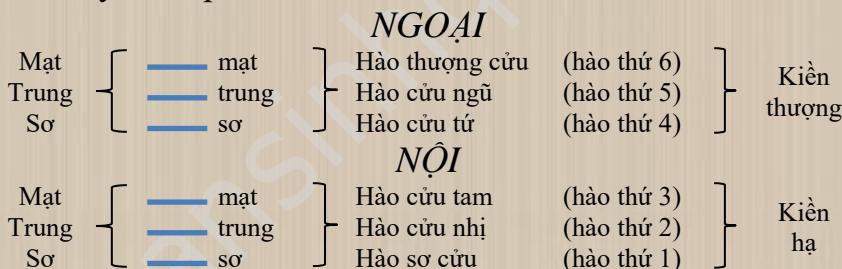 NGOẠI
Mạt mạt Hào thượng cửu (hào thứ 6)
Trung trung Hào cửu ngũ (hào thứ 5) Kiền thượng
Sơ sơ Hào cửu tứ (hào thứ 4)
NỘI
Mạt mạt Hào cửu tam (hào thứ 3)
Trung trung Hào cửu nhị (hào thứ 2) Kiền hạ
Sơ sơ Hào sơ cửu (hào thứ 1)